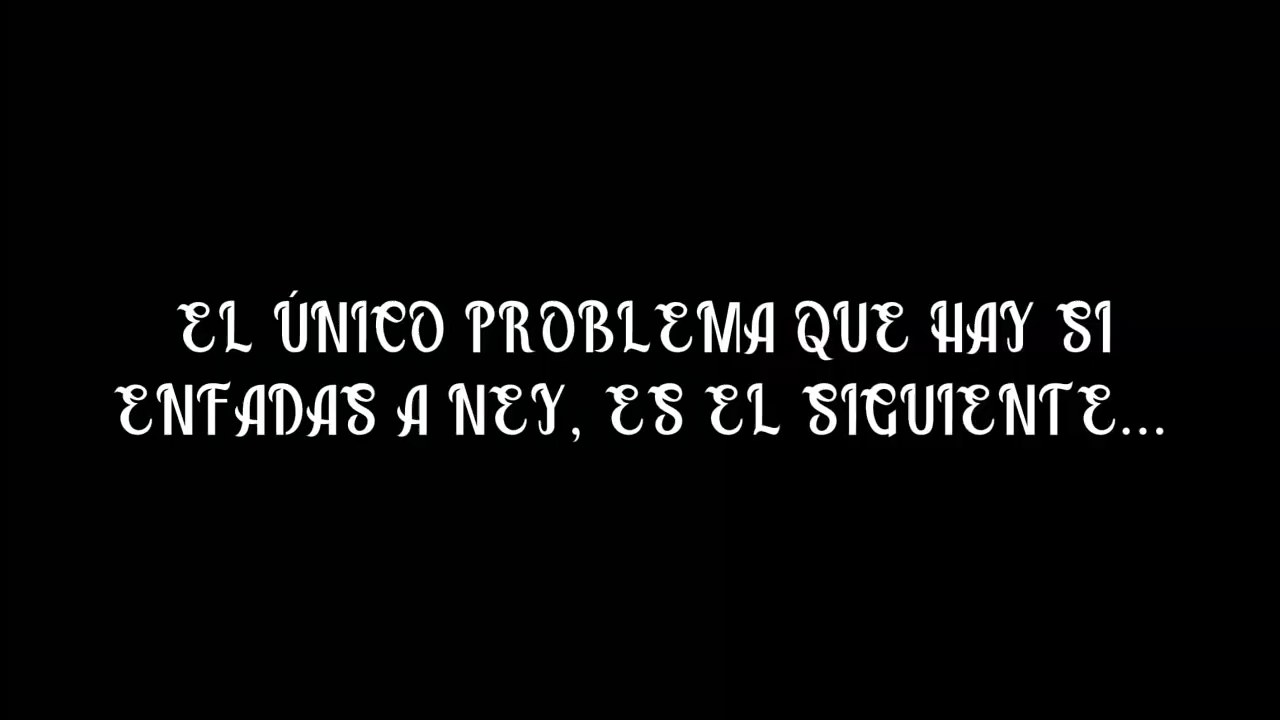 EL ÚNICO PROBLEMA QUE HAY SI
ENFADAS A NEY, ES EL SIGUIENTE...